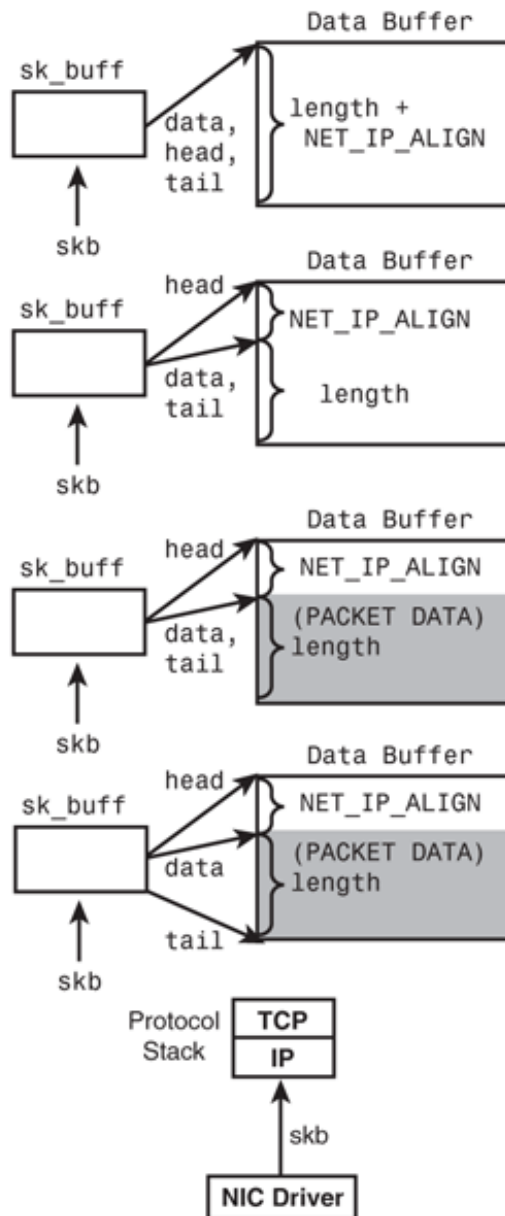 Data Buffer
sk_buff
data,
head,
tail
length +
NET_IP_ALIGN
skb
Data Buffer
sk_buff
head
NET_IP_ALIGN
data,
tail
length
skb
Data Buffer
sk_buff
head
NET_IP_ALIGN
data,
tail
(PACKET DATA)
length
skb
Data Buffer
sk_buff
head
NET_IP_ALIGN
data
(PACKET DATA)
length
tail
skb
Protocol
Stack
TCP
IP
skb
NIC Driver